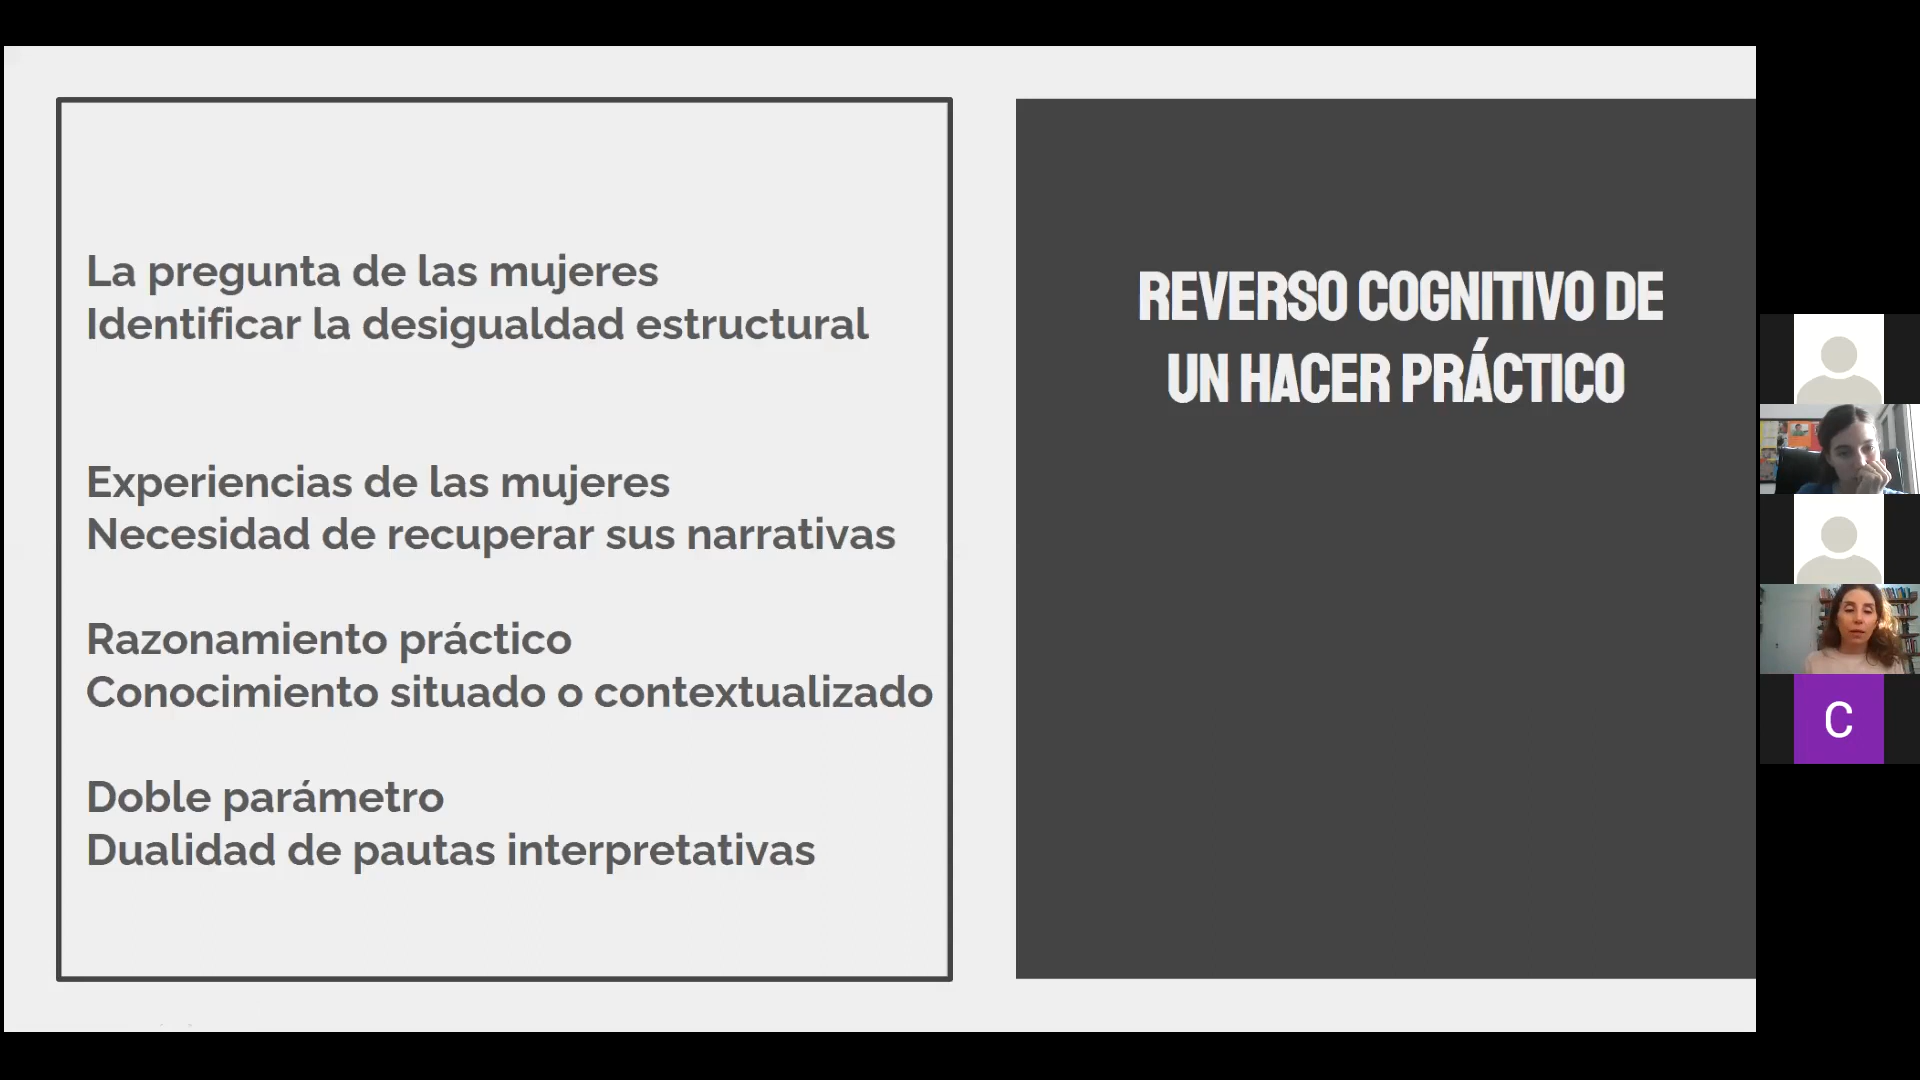 La pregunta de las mujeres
Identificar la desigualdad estructural
Experiencias de las mujeres
Necesidad de recuperar sus narrativas
Razonamiento práctico
Conocimiento situado o contextualizado
Doble parámetro
Dualidad de pautas interpretativas
REVERSO COGNITIVO DE
UN HACER PRÁCTICO
C